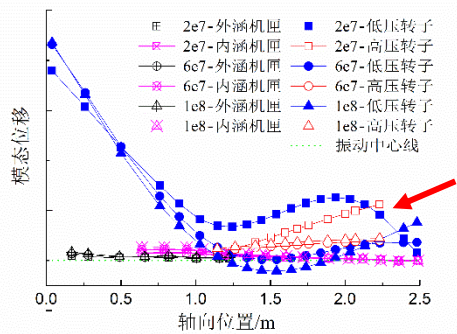 2e7-外涵机匣
2e7-低压转子
2e7-内涵机匣
2e7-高压转子
6c7-外涵机匣
6c7-低压转子
6c7-内涵机匣
6c7-高压转子
1e8-外涵机匣
1e8-低压转子
1e8-内涵机匣
1e8-高压转子
振动中心线
模态位移
0.0 0.5 1.0 1.5 2.0 2.5
轴向位置/m